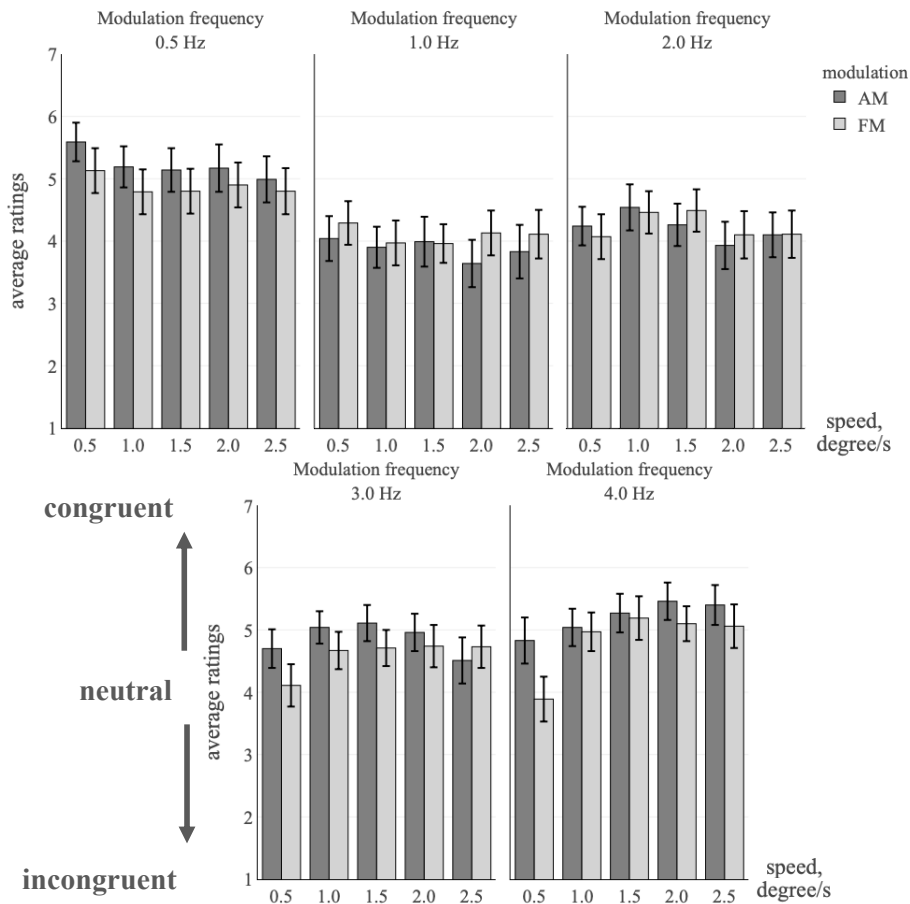 Modulation frequency
0.5 Hz
Modulation frequency
1.0 Hz
Modulation frequency
2.0 Hz
modulation
AM
FM
7
6
5
4
3
2
1
average ratings
0.5 1.0 1.5 2.0 2.5
0.5 1.0 1.5 2.0 2.5
0.5 1.0 1.5 2.0 2.5
speed,
degree/s
Modulation frequency
3.0 Hz
Modulation frequency
4.0 Hz
congruent
neutral
incongruent
7
6
5
4
3
2
1
average ratings
0.5 1.0 1.5 2.0 2.5
0.5 1.0 1.5 2.0 2.5
speed,
degree/s